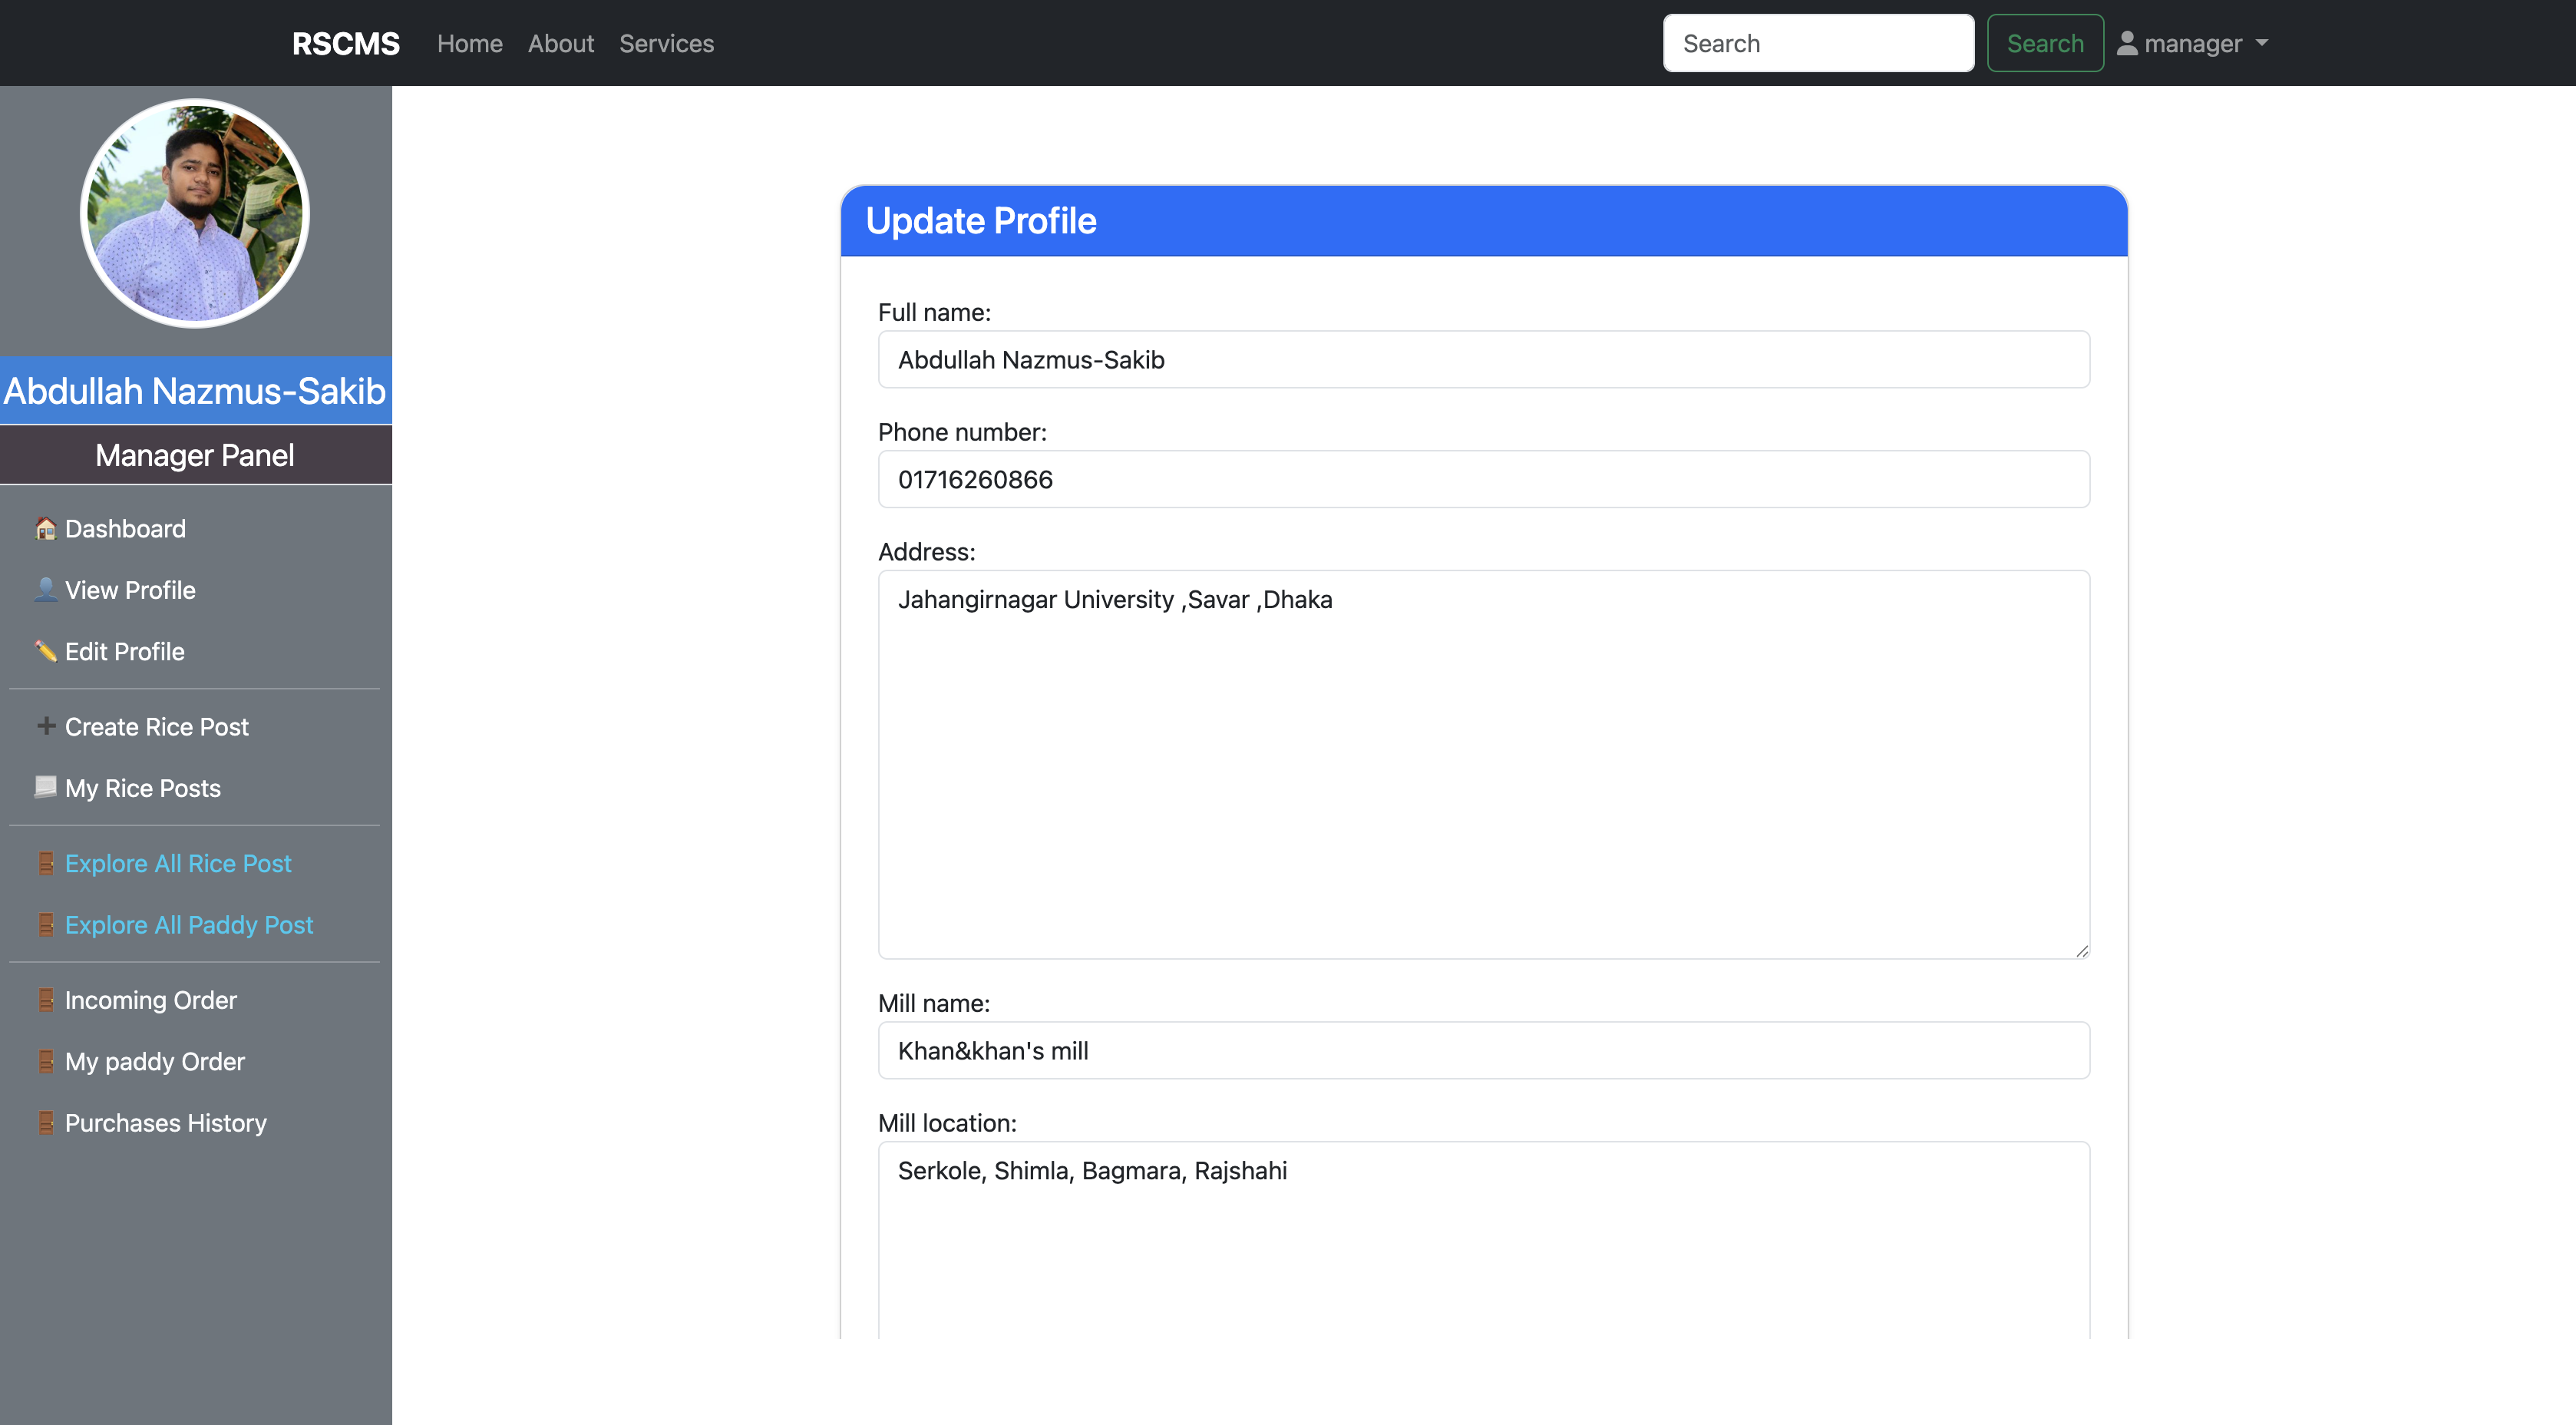 RSCMS Home About Services Search Search manager
Abdullah Nazmus-Sakib
Manager Panel
Dashboard
View Profile
Edit Profile
Create Rice Post
My Rice Posts
Explore All Rice Post
Explore All Paddy Post
Incoming Order
My paddy Order
Purchases History
Update Profile
Full name:
Abdullah Nazmus-Sakib
Phone number:
01716260866
Address:
Jahangirnagar University ,Savar ,Dhaka
Mill name:
Khan&khan's mill
Mill location:
Serkole, Shimla, Bagmara, Rajshahi